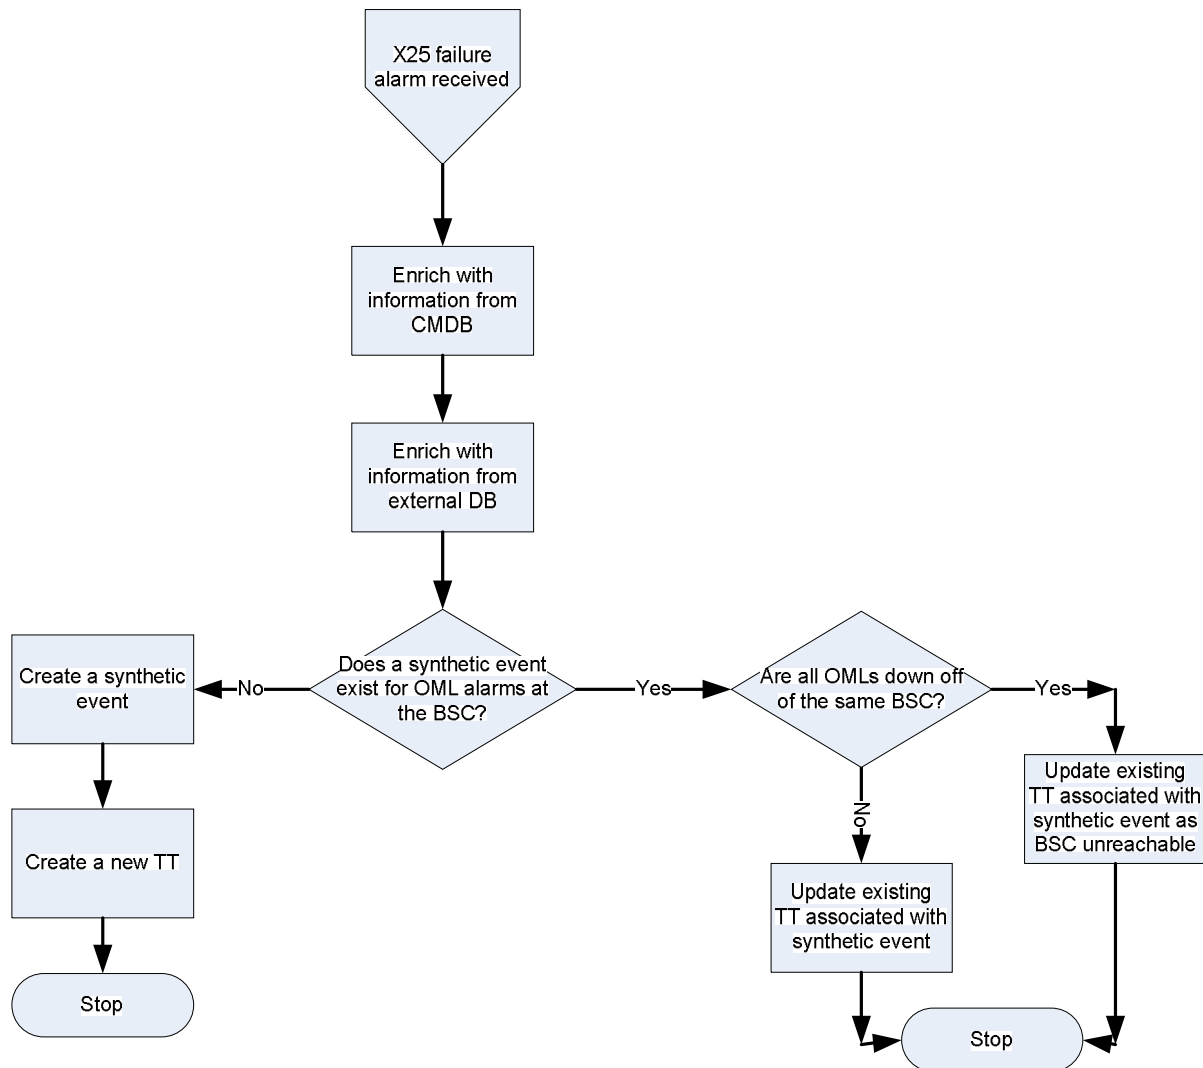 X25 failure
alarm received
Enrich with
information from
CMDB
Enrich with
information from
external DB
Does a synthetic event
exist for OML alarms at
the BSC?
No
Yes
Create a synthetic
event
Create a new TT
Stop
Are all OMLs down off
of the same BSC?
Yes
No
Update existing
TT associated with
synthetic event as
BSC unreachable
Update existing
TT associated with
synthetic event
Stop